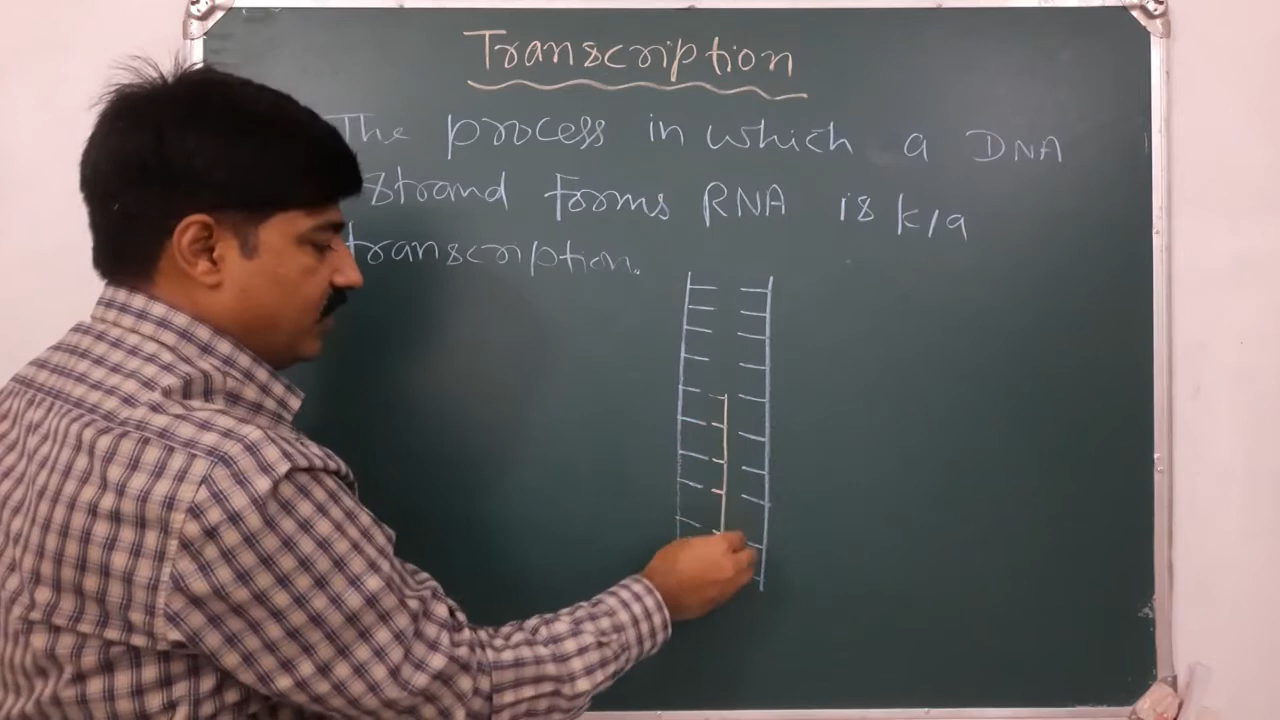 Transcription
The process in which a DNA
strand forms RNA is k/a
transcription.